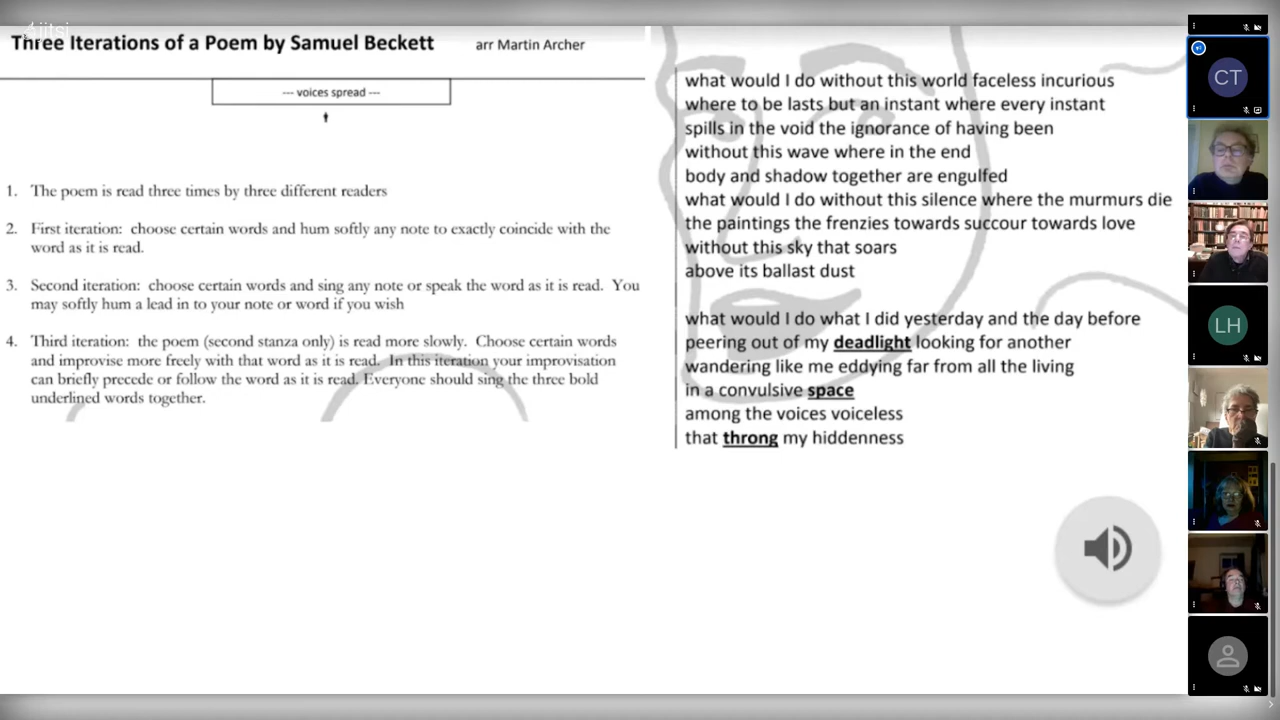 jitsi
Three Iterations of a Poem by Samuel Beckett
arr Martin Archer
--- voices spread ---
1. The poem is read three times by three different readers
2. First iteration: choose certain words and hum softly any note to exactly coincide with the
word as it is read.
3. Second iteration: choose certain words and sing any note or speak the word as it is read. You
may softly hum a lead in to your note or word if you wish
4. Third iteration: the poem (second stanza only) is read more slowly. Choose certain words
and improvise more freely with that word as it is read. In this iteration your improvisation
can briefly precede or follow the word as it is read. Everyone should sing the three bold
underlined words together.
what would I do without this world faceless incurious
where to be lasts but an instant where every instant
spills in the void the ignorance of having been
without this wave where in the end
body and shadow together are engulfed
what would I do without this silence where the murmurs die
the paintings the frenzies towards succour towards love
without this sky that soars
above its ballast dust
what would I do what I did yesterday and the day before
peering out of my deadlight looking for another
wandering like me eddying far from all the living
in a convulsive space
among the voices voiceless
that throng my hiddenness
CT
LH